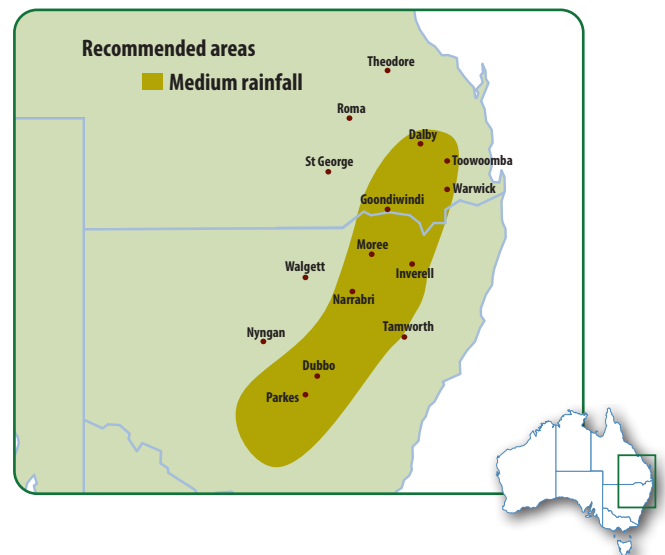 Recommended areas
Medium rainfall
Theodore
Roma
Dalby
St George
Toowoomba
Warwick
Goondiwindi
Moree
Walgett
Inverell
Narrabri
Tamworth
Nyngan
Dubbo
Parkes